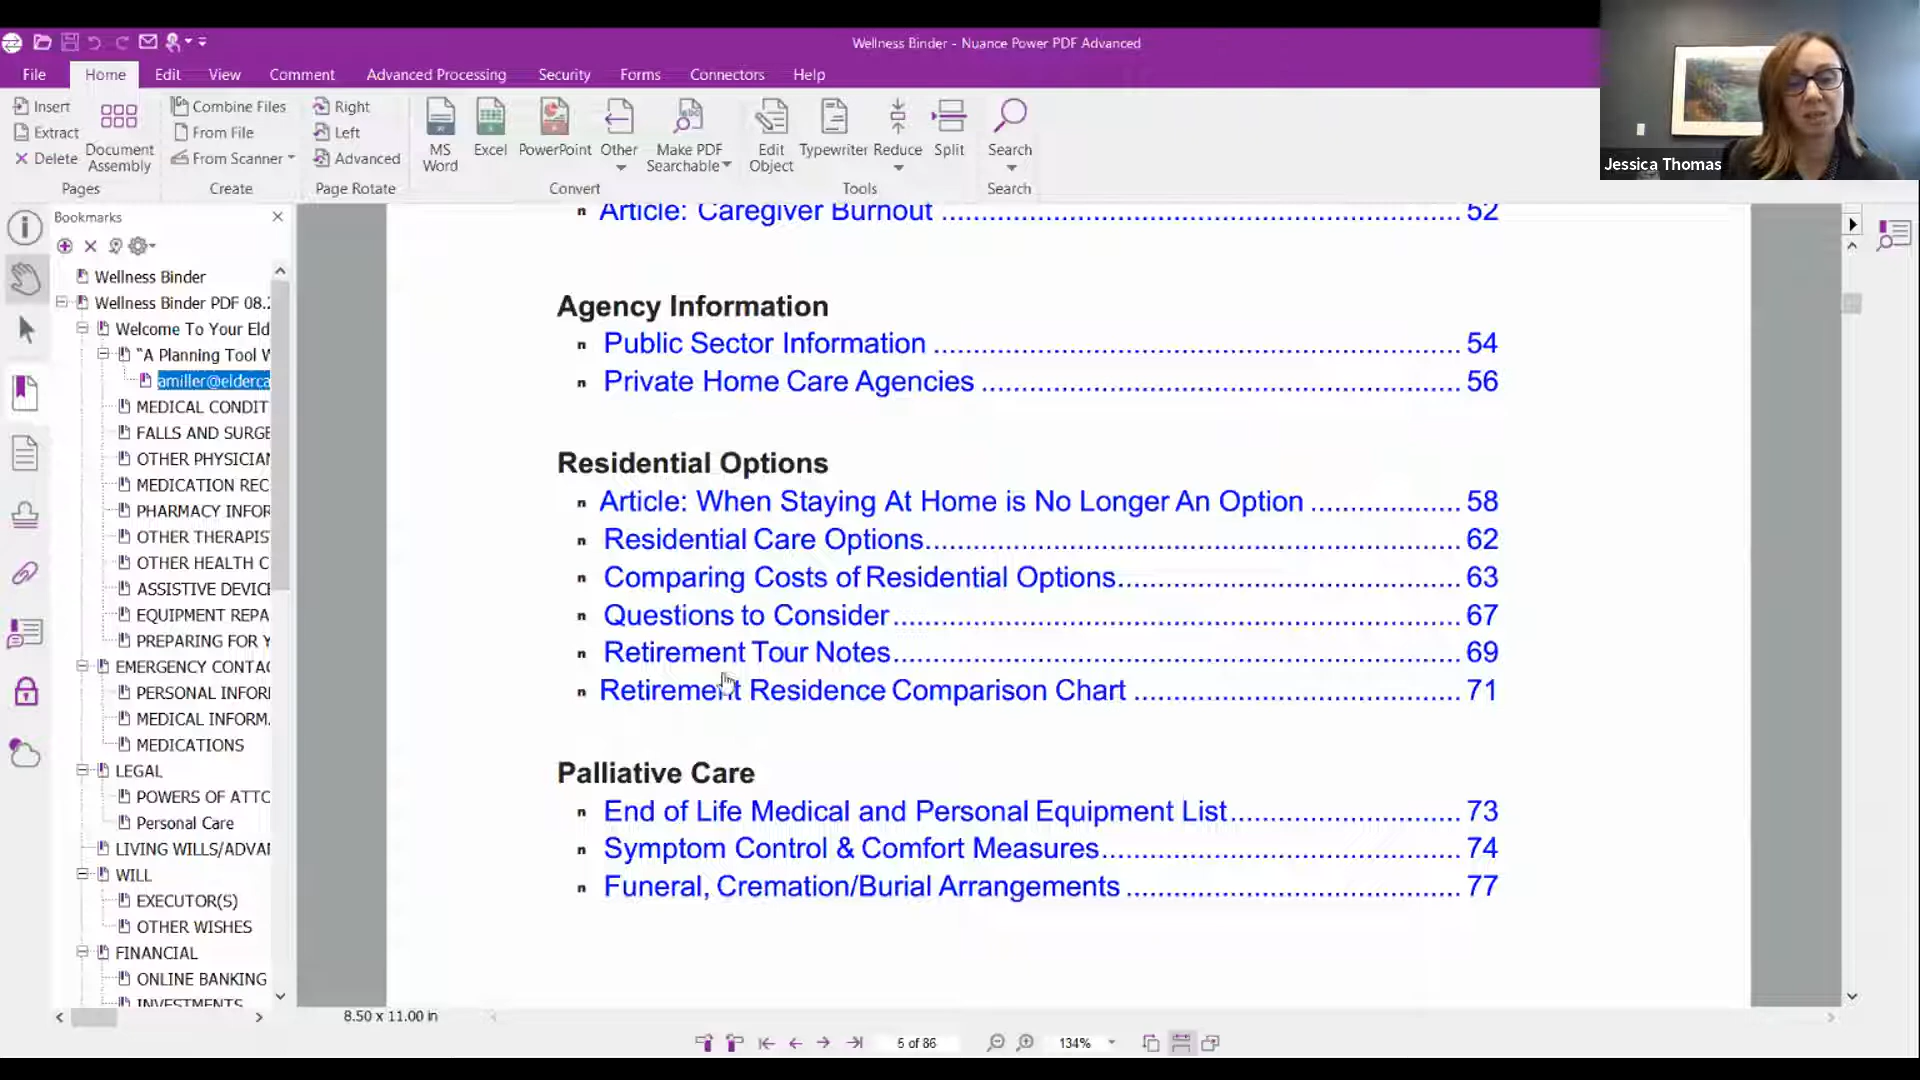 Wellness Binder - Nuance Power PDF Advanced
File Home Edit View Comment Advanced Processing Security Forms Connectors Help
Insert
Extract
Delete
Document Assembly
Pages
Combine Files
From File
From Scanner
Create
Right
Left
Advanced
Page Rotate
MS Word
Excel
PowerPoint
Other
Make PDF Searchable
Convert
Edit Object
Typewriter
Reduce
Split
Tools
Search
Search
Jessica Thomas
Bookmarks
Wellness Binder
Wellness Binder PDF 08.2
Welcome To Your Eld
"A Planning Tool W
amiller@elderca
MEDICAL CONDIT
FALLS AND SURGE
OTHER PHYSICIAN
MEDICATION REC
PHARMACY INFOR
OTHER THERAPIS
OTHER HEALTH C
ASSISTIVE DEVICE
EQUIPMENT REPA
PREPARING FOR Y
EMERGENCY CONTAC
PERSONAL INFORI
MEDICAL INFORM.
MEDICATIONS
LEGAL
POWERS OF ATTC
Personal Care
LIVING WILLS/ADVAN
WILL
EXECUTOR(S)
OTHER WISHES
FINANCIAL
ONLINE BANKING
INVESTMENTS
n Article: Caregiver Burnout ........ 52
Agency Information
n Public Sector Information ........ 54
n Private Home Care Agencies ........ 56
Residential Options
n Article: When Staying At Home is No Longer An Option ........ 58
n Residential Care Options........ 62
n Comparing Costs of Residential Options........ 63
n Questions to Consider........ 67
n Retirement Tour Notes........ 69
n Retirement Residence Comparison Chart ........ 71
Palliative Care
n End of Life Medical and Personal Equipment List........ 73
n Symptom Control & Comfort Measures........ 74
n Funeral, Cremation/Burial Arrangements ........ 77
8.50 x 11.00 in
5 of 86
134%